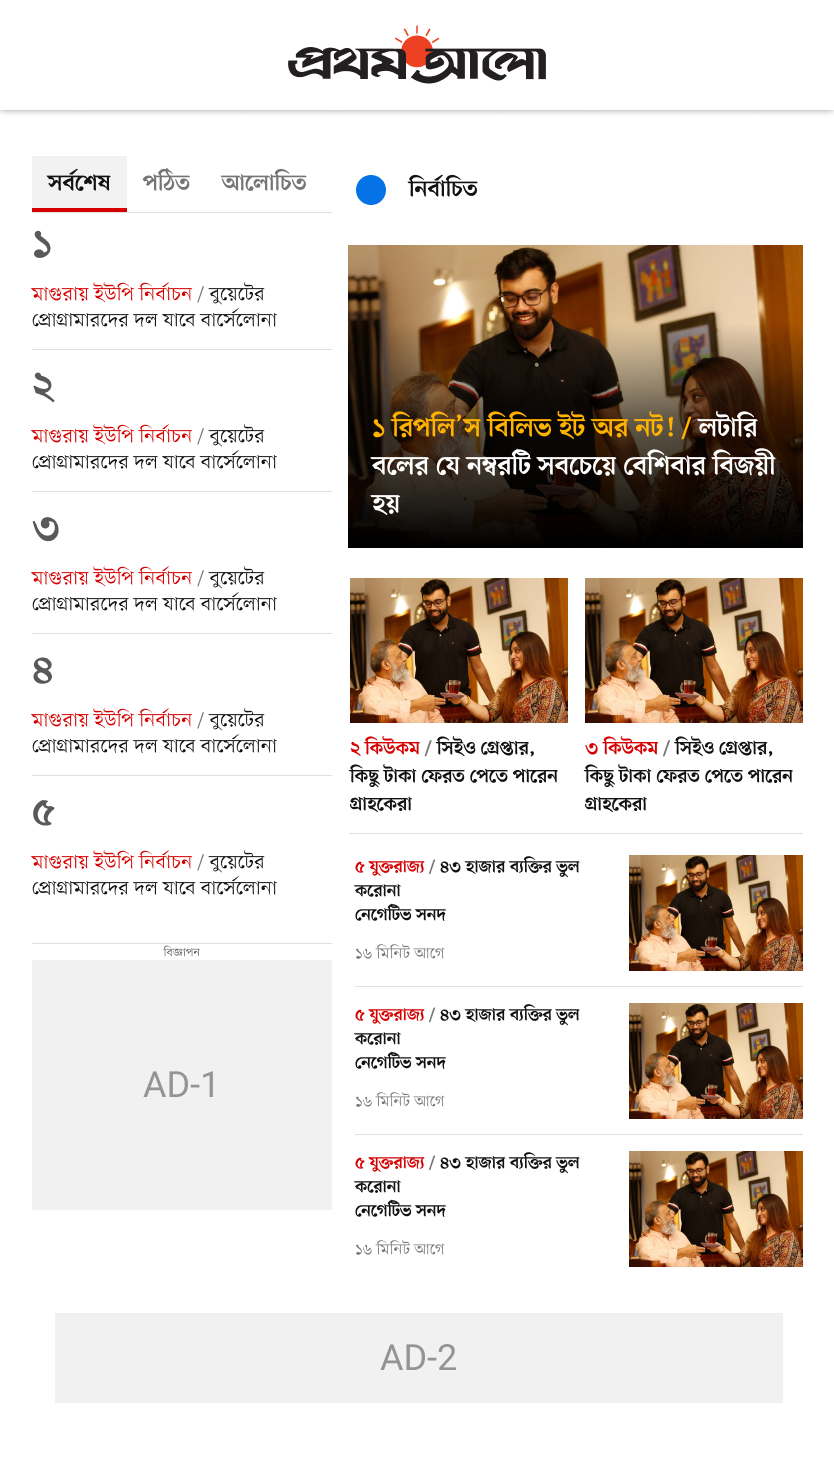 প্রথম আলো
সর্বশেষ পঠিত আলোচিত
১
মাগুরায় ইউপি নির্বাচন / বুয়েটের
প্রোগ্রামারদের দল যাবে বার্সেলোনা
২
মাগুরায় ইউপি নির্বাচন / বুয়েটের
প্রোগ্রামারদের দল যাবে বার্সেলোনা
৩
মাগুরায় ইউপি নির্বাচন / বুয়েটের
প্রোগ্রামারদের দল যাবে বার্সেলোনা
৪
মাগুরায় ইউপি নির্বাচন / বুয়েটের
প্রোগ্রামারদের দল যাবে বার্সেলোনা
৫
মাগুরায় ইউপি নির্বাচন / বুয়েটের
প্রোগ্রামারদের দল যাবে বার্সেলোনা
বিজ্ঞাপন
AD-1
নির্বাচিত
১ রিপলি’স বিলিভ ইট অর নট! / লটারি
বলের যে নম্বরটি সবচেয়ে বেশিবার বিজয়ী
হয়
২ কিউকম / সিইও গ্রেপ্তার,
কিছু টাকা ফেরত পেতে পারেন
গ্রাহকেরা
৩ কিউকম / সিইও গ্রেপ্তার,
কিছু টাকা ফেরত পেতে পারেন
গ্রাহকেরা
৫ যুক্তরাজ্য / ৪৩ হাজার ব্যক্তির ভুল
করোনা
নেগেটিভ সনদ
১৬ মিনিট আগে
৫ যুক্তরাজ্য / ৪৩ হাজার ব্যক্তির ভুল
করোনা
নেগেটিভ সনদ
১৬ মিনিট আগে
৫ যুক্তরাজ্য / ৪৩ হাজার ব্যক্তির ভুল
করোনা
নেগেটিভ সনদ
১৬ মিনিট আগে
AD-2